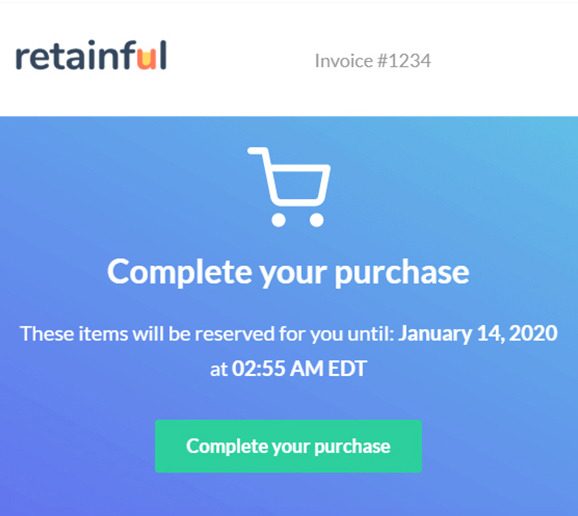 retainful
Invoice #1234
Complete your purchase
These items will be reserved for you until: January 14, 2020
at 02:55 AM EDT
Complete your purchase